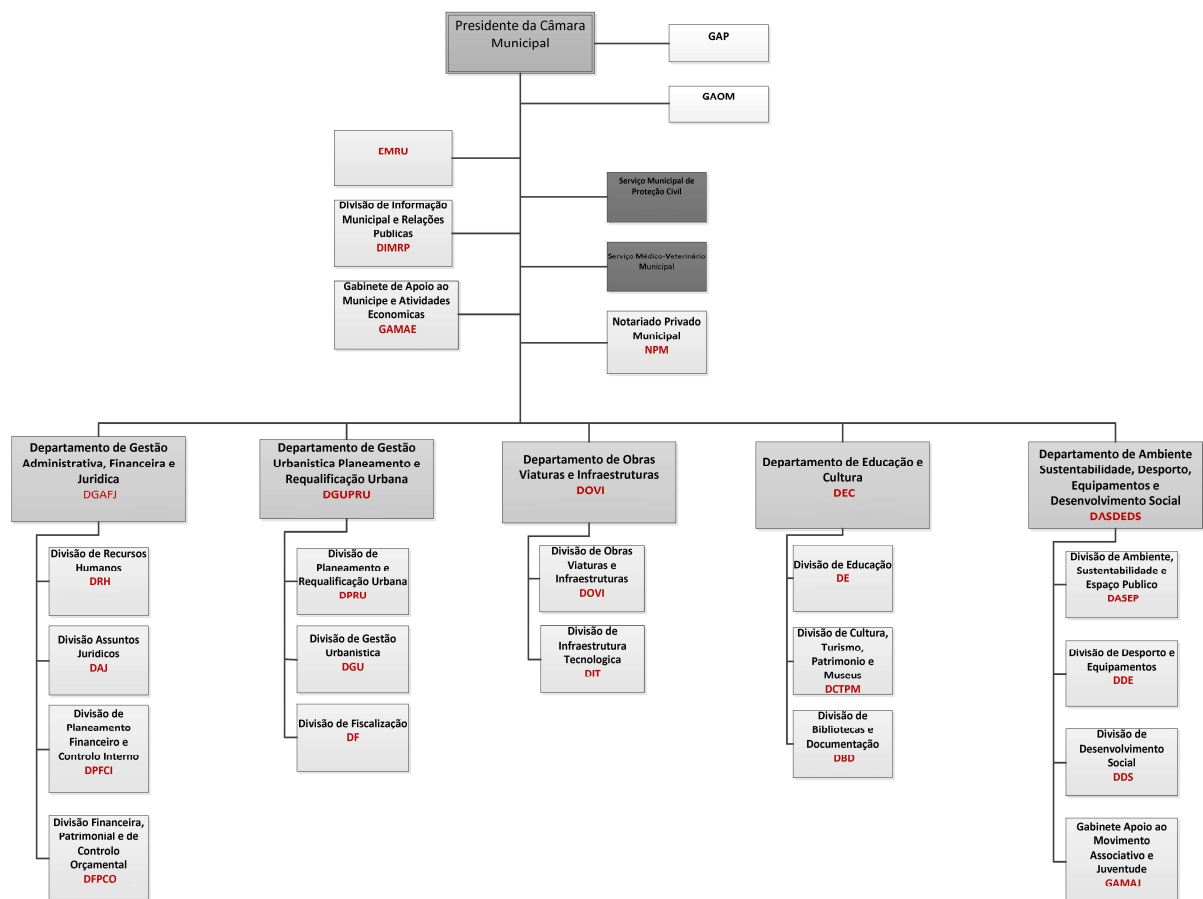 Presidente da Câmara
Municipal
GAP
GAOM
EMRU
Serviço Municipal de
Proteção Civil
Divisão de Informação
Municipal e Relações
Publicas
DIMRP
Serviço Médico-Veterinário
Municipal
Gabinete de Apoio ao
Municipe e Atividades
Economicas
GAMAE
Notariado Privado
Municipal
NPM
Departamento de Gestão
Administrativa, Financeira e
Juridica
DGAFJ
Departamento de Gestão
Urbanistica Planeamento e
Requalificação Urbana
DGUPRU
Departamento de Obras
Viaturas e Infraestruturas
DOVI
Departamento de Educação e
Cultura
DEC
Departamento de Ambiente
Sustentabilidade, Desporto,
Equipamentos e
Desenvolvimento Social
DASDEDS
Divisão de Recursos
Humanos
DRH
Divisão Assuntos
Juridicos
DAJ
Divisão de
Planeamento
Financeiro e
Controlo Interno
DPFCI
Divisão Financeira,
Patrimonial e de
Controlo
Orçamental
DFPCO
Divisão de
Planeamento e
Requalificação Urbana
DPRU
Divisão de Gestão
Urbanistica
DGU
Divisão de Fiscalização
DF
Divisão de Obras
Viaturas e
Infraestruturas
DOVI
Divisão de
Infraestrutura
Tecnologica
DIT
Divisão de Educação
DE
Divisão de Cultura,
Turismo,
Patrimonio e
Museus
DCTPM
Divisão de
Bibliotecas e
Documentação
DBD
Divisão de Ambiente,
Sustentabilidade e
Espaço Publico
DASEP
Divisão de Desporto e
Equipamentos
DDE
Divisão de
Desenvolvimento
Social
DDS
Gabinete Apoio ao
Movimento
Associativo e
Juventude
GAMAJ